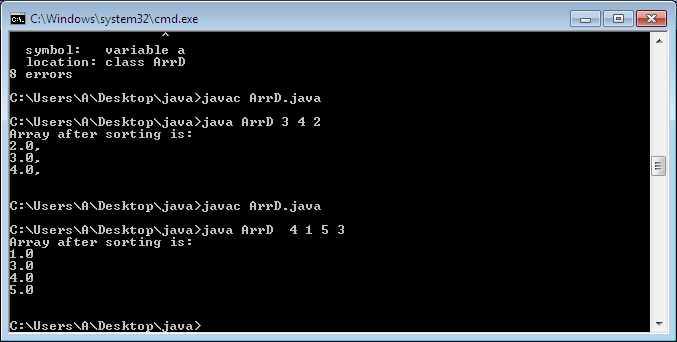 C:\Windows\system32\cmd.exe
^
symbol:   variable a
location: class ArrD
8 errors
C:\Users\A\Desktop\java>javac ArrD.java
C:\Users\A\Desktop\java>java ArrD 3 4 2
Array after sorting is:
2.0,
3.0,
4.0,
C:\Users\A\Desktop\java>javac ArrD.java
C:\Users\A\Desktop\java>java ArrD  4 1 5 3
Array after sorting is:
1.0
3.0
4.0
5.0
C:\Users\A\Desktop\java>